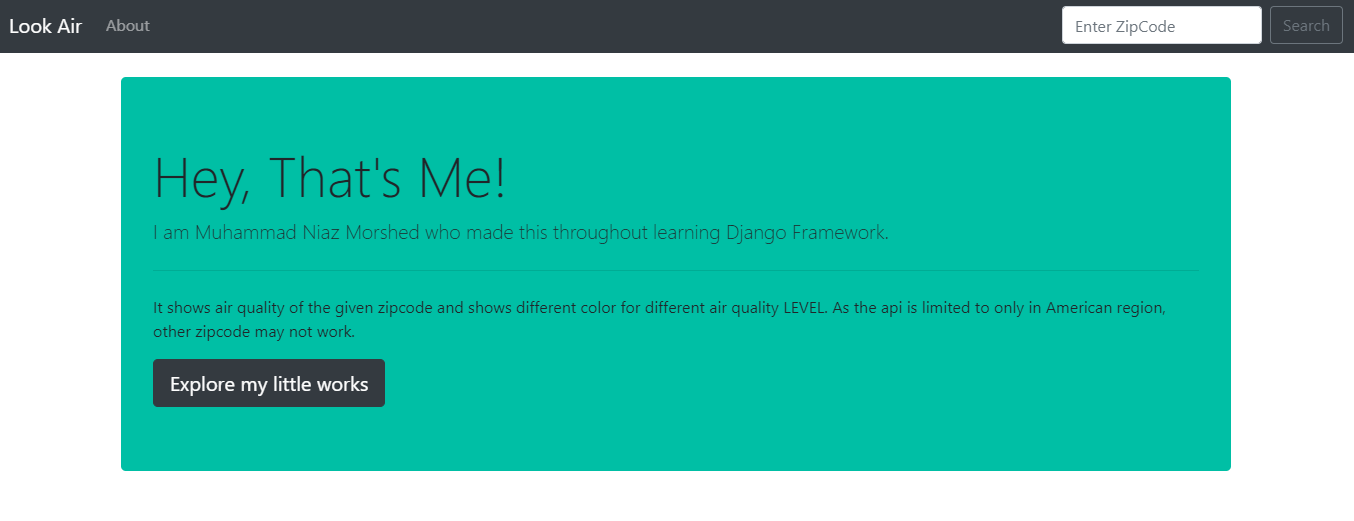 Look Air About Enter ZipCode Search
Hey, That's Me!
I am Muhammad Niaz Morshed who made this throughout learning Django Framework.
It shows air quality of the given zipcode and shows different color for different air quality LEVEL. As the api is limited to only in American region,
other zipcode may not work.
Explore my little works